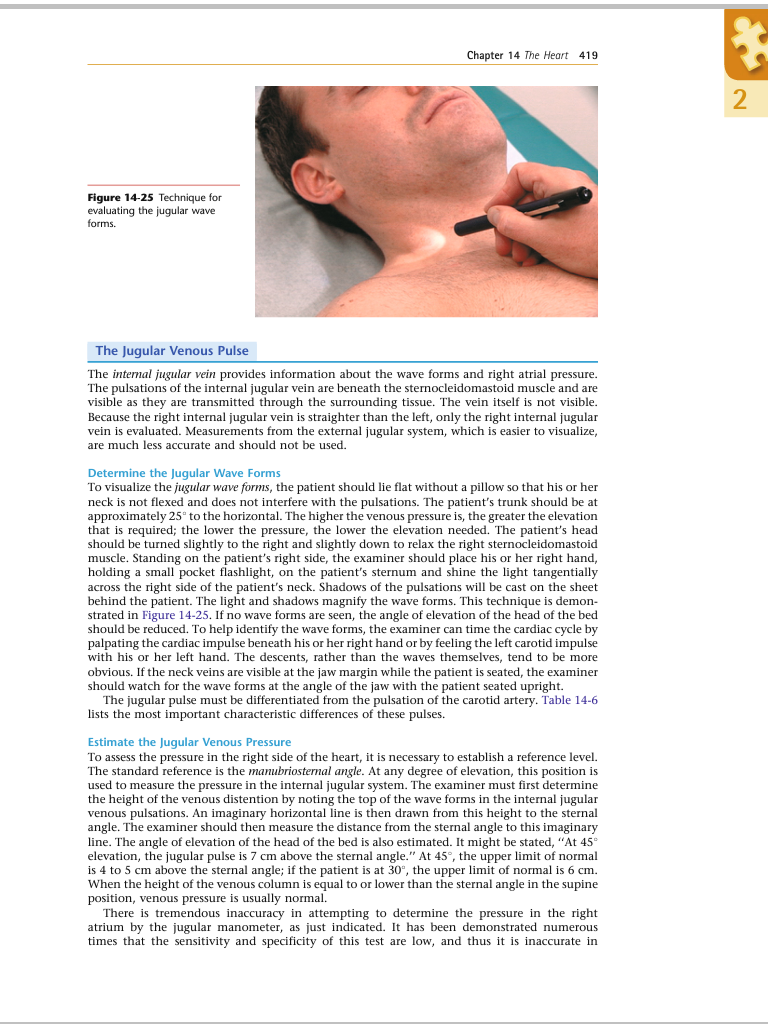 Chapter 14 The Heart 419
2
Figure 14-25 Technique for
evaluating the jugular wave
forms.
The Jugular Venous Pulse
The internal jugular vein provides information about the wave forms and right atrial pressure.
The pulsations of the internal jugular vein are beneath the sternocleidomastoid muscle and are
visible as they are transmitted through the surrounding tissue. The vein itself is not visible.
Because the right internal jugular vein is straighter than the left, only the right internal jugular
vein is evaluated. Measurements from the external jugular system, which is easier to visualize,
are much less accurate and should not be used.
Determine the Jugular Wave Forms
To visualize the jugular wave forms, the patient should lie flat without a pillow so that his or her
neck is not flexed and does not interfere with the pulsations. The patient's trunk should be at
approximately 25° to the horizontal. The higher the venous pressure is, the greater the elevation
that is required; the lower the pressure, the lower the elevation needed. The patient's head
should be turned slightly to the right and slightly down to relax the right sternocleidomastoid
muscle. Standing on the patient's right side, the examiner should place his or her right hand,
holding a small pocket flashlight, on the patient's sternum and shine the light tangentially
across the right side of the patient's neck. Shadows of the pulsations will be cast on the sheet
behind the patient. The light and shadows magnify the wave forms. This technique is demon-
strated in Figure 14-25. If no wave forms are seen, the angle of elevation of the head of the bed
should be reduced. To help identify the wave forms, the examiner can time the cardiac cycle by
palpating the cardiac impulse beneath his or her right hand or by feeling the left carotid impulse
with his or her left hand. The descents, rather than the waves themselves, tend to be more
obvious. If the neck veins are visible at the jaw margin while the patient is seated, the examiner
should watch for the wave forms at the angle of the jaw with the patient seated upright.
The jugular pulse must be differentiated from the pulsation of the carotid artery. Table 14-6
lists the most important characteristic differences of these pulses.
Estimate the Jugular Venous Pressure
To assess the pressure in the right side of the heart, it is necessary to establish a reference level.
The standard reference is the manubriosternal angle. At any degree of elevation, this position is
used to measure the pressure in the internal jugular system. The examiner must first determine
the height of the venous distention by noting the top of the wave forms in the internal jugular
venous pulsations. An imaginary horizontal line is then drawn from this height to the sternal
angle. The examiner should then measure the distance from the sternal angle to this imaginary
line. The angle of elevation of the head of the bed is also estimated. It might be stated, ''At 45°
elevation, the jugular pulse is 7 cm above the sternal angle.'' At 45°, the upper limit of normal
is 4 to 5 cm above the sternal angle; if the patient is at 30°, the upper limit of normal is 6 cm.
When the height of the venous column is equal to or lower than the sternal angle in the supine
position, venous pressure is usually normal.
There is tremendous inaccuracy in attempting to determine the pressure in the right
atrium by the jugular manometer, as just indicated. It has been demonstrated numerous
times that the sensitivity and specificity of this test are low, and thus it is inaccurate in